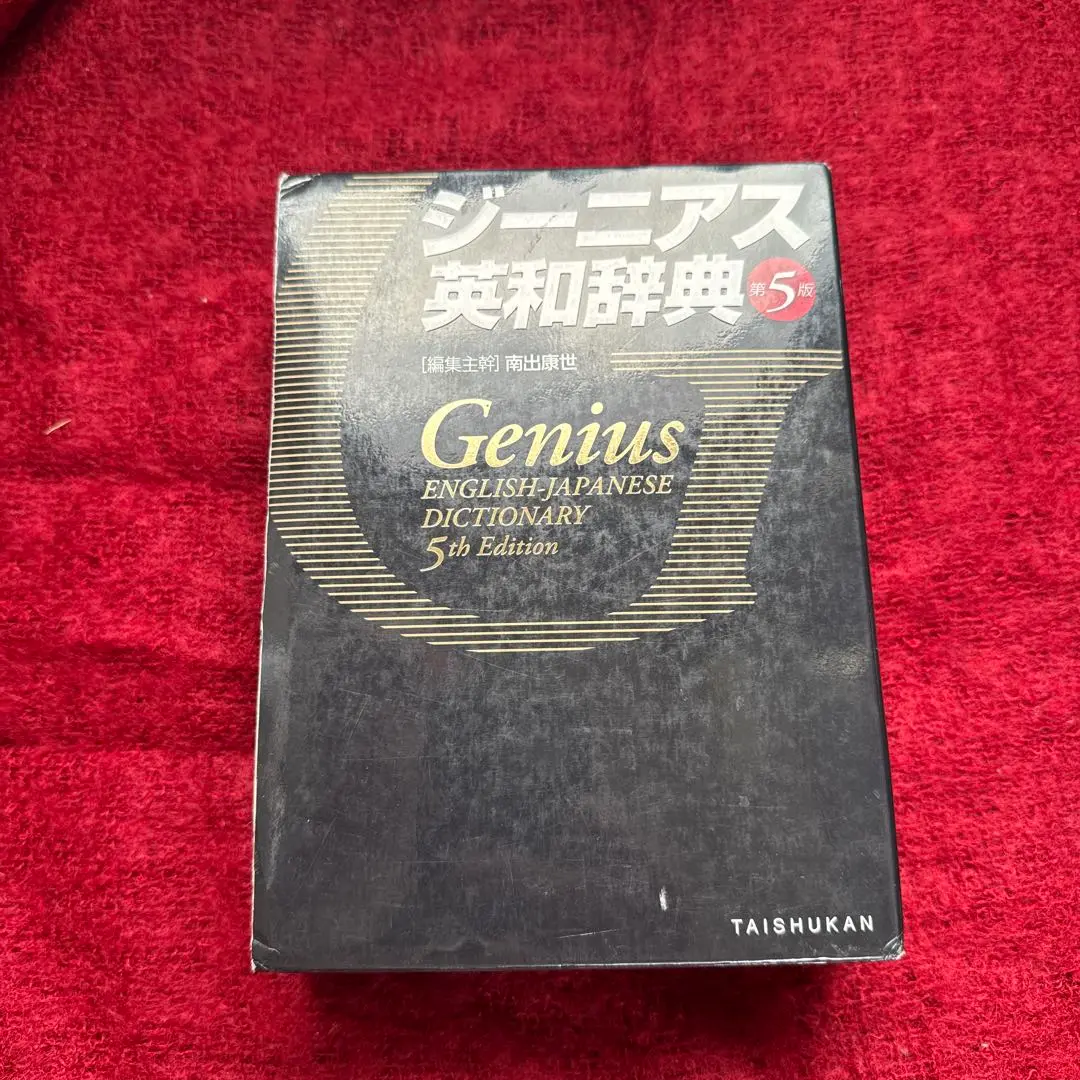 ジーニアス
英和辞典 第5版
[編集主幹] 南出康世
Genius
ENGLISH-JAPANESE
DICTIONARY
5th Edition
TAISHUKAN